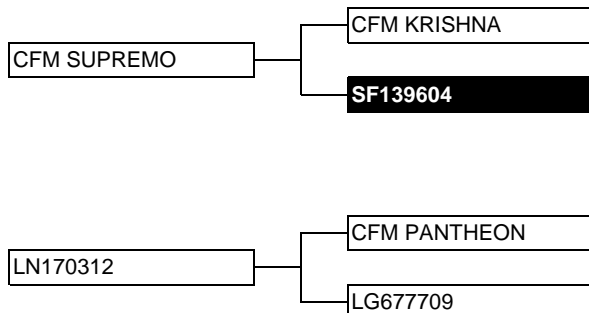 CFM KRISHNA
CFM SUPREMO
SF139604
CFM PANTHEON
LN170312
LG677709